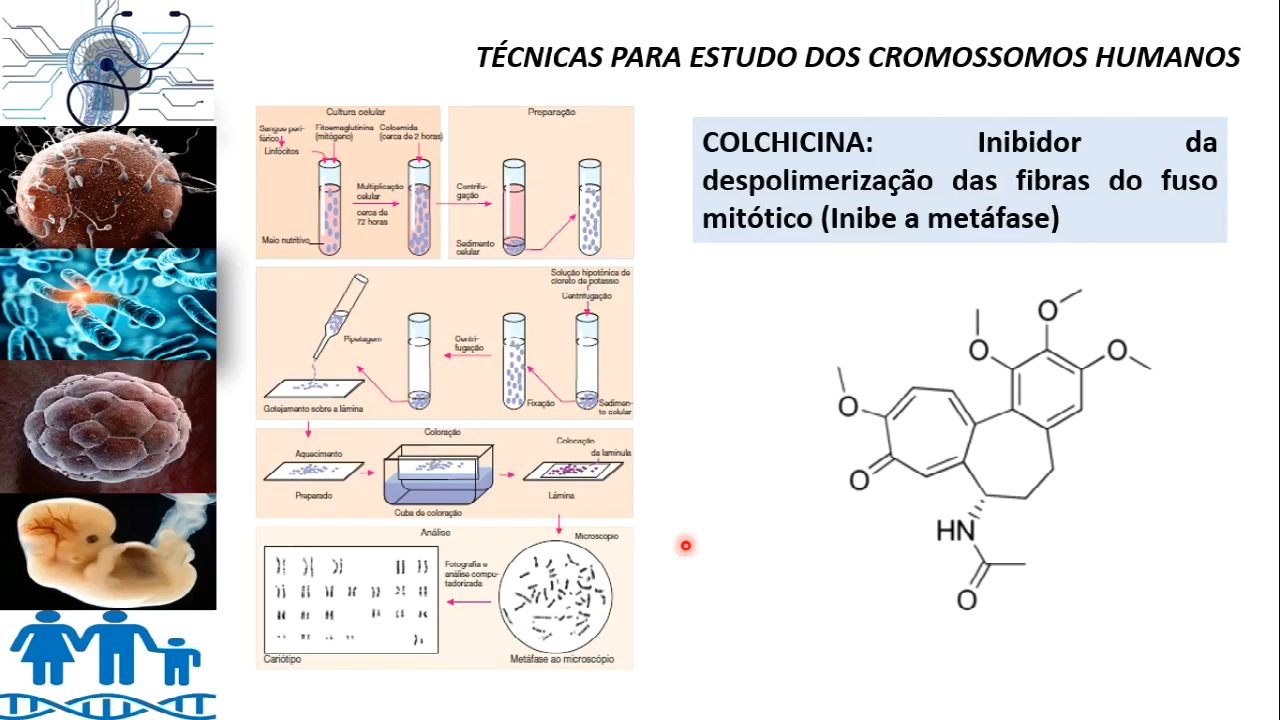 TÉCNICAS PARA ESTUDO DOS CROMOSSOMOS HUMANOS
Cultura celular
Sangue peri-
férico
Linfócitos
Fitoemaglutinina
(mitógeno)
Colcemida
(cerca de 2 horas)
Multiplicação
celular
cerca de
72 horas
Meio nutritivo
Preparação
Centrifu-
gação
Sedimento
celular
Solução hipotônica de
cloreto de potássio
Centrifugação
Pipetagem
Centri-
fugação
Gotejamento sobre a lâmina
Fixação
Sedimen-
to celular
Coloração
Aquecimento
Colocação
da lamínula
Preparado
Cuba de coloração
Lâmina
Análise
Microscópio
Fotografia e
análise compu-
tadorizada
Cariótipo
Metáfase ao microscópio
COLCHICINA: Inibidor da
despolimerização das fibras do fuso
mitótico (Inibe a metáfase)
O
O
O
O
O
HN
O